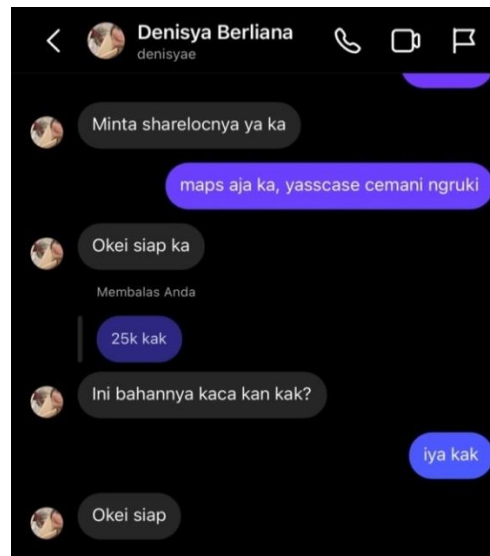 Denisya Berliana
denisyae
Minta sharelocnya ya ka
maps aja ka, yasscase cemani ngruki
Okei siap ka
Membalas Anda
25k kak
Ini bahannya kaca kan kak?
iya kak
Okei siap